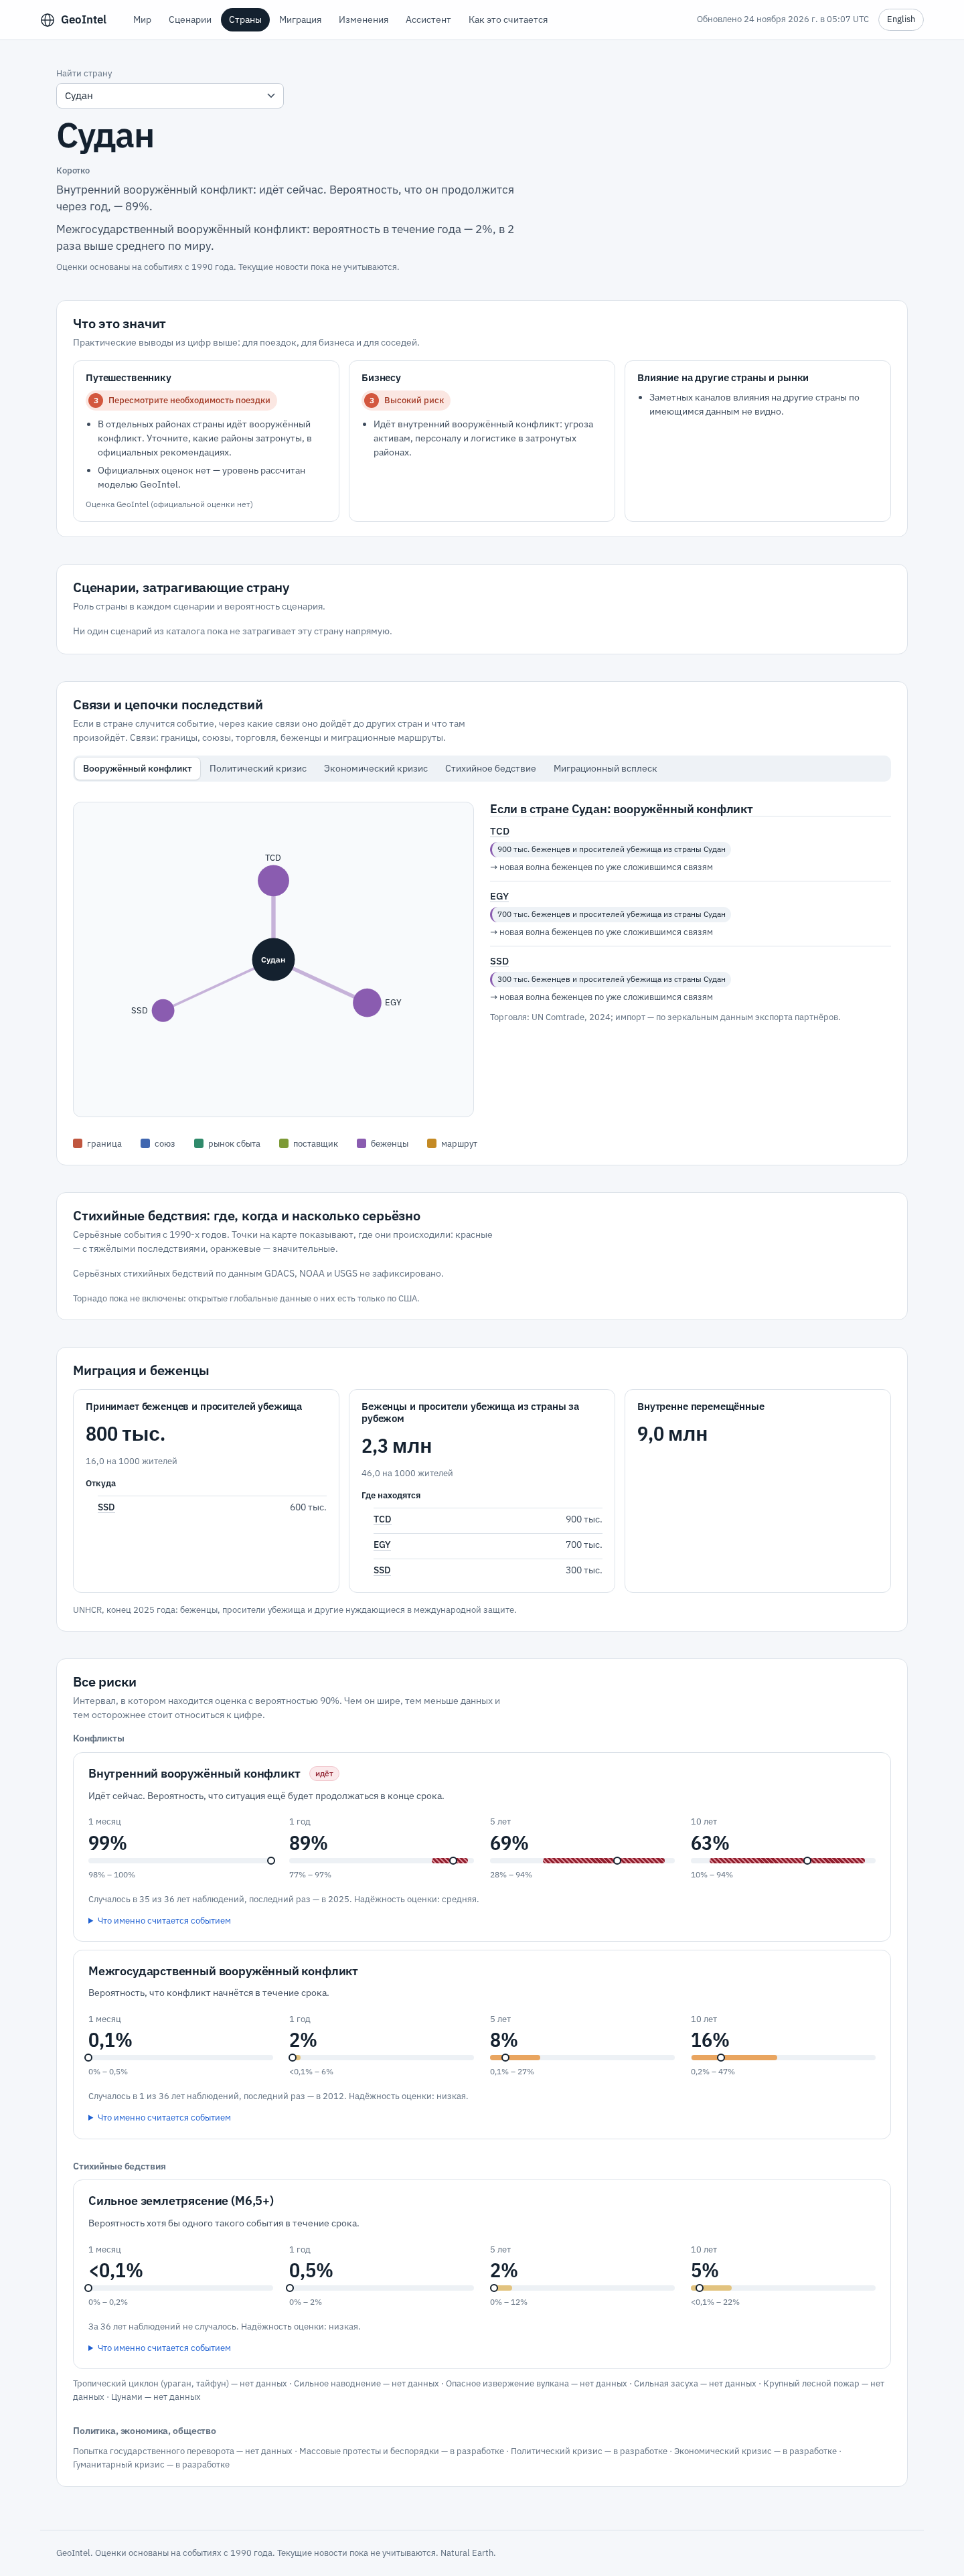 GeoIntel
Мир Сценарии Страны Миграция Изменения Ассистент Как это считается
Обновлено 24 ноября 2026 г. в 05:07 UTC
English
Найти страну
Судан
Судан
Коротко
Внутренний вооружённый конфликт: идёт сейчас. Вероятность, что он продолжится
через год, — 89%.
Межгосударственный вооружённый конфликт: вероятность в течение года — 2%, в 2
раза выше среднего по миру.
Оценки основаны на событиях с 1990 года. Текущие новости пока не учитываются.
Что это значит
Практические выводы из цифр выше: для поездок, для бизнеса и для соседей.
Путешественнику
3 Пересмотрите необходимость поездки
• В отдельных районах страны идёт вооружённый
конфликт. Уточните, какие районы затронуты, в
официальных рекомендациях.
• Официальных оценок нет — уровень рассчитан
моделью GeoIntel.
Оценка GeoIntel (официальной оценки нет)
Бизнесу
3 Высокий риск
• Идёт внутренний вооружённый конфликт: угроза
активам, персоналу и логистике в затронутых
районах.
Влияние на другие страны и рынки
• Заметных каналов влияния на другие страны по
имеющимся данным не видно.
Сценарии, затрагивающие страну
Роль страны в каждом сценарии и вероятность сценария.
Ни один сценарий из каталога пока не затрагивает эту страну напрямую.
Связи и цепочки последствий
Если в стране случится событие, через какие связи оно дойдёт до других стран и что там
произойдёт. Связи: границы, союзы, торговля, беженцы и миграционные маршруты.
Вооружённый конфликт Политический кризис Экономический кризис Стихийное бедствие Миграционный всплеск
TCD
Судан
SSD
EGY
Если в стране Судан: вооружённый конфликт
TCD
900 тыс. беженцев и просителей убежища из страны Судан
→ новая волна беженцев по уже сложившимся связям
EGY
700 тыс. беженцев и просителей убежища из страны Судан
→ новая волна беженцев по уже сложившимся связям
SSD
300 тыс. беженцев и просителей убежища из страны Судан
→ новая волна беженцев по уже сложившимся связям
Торговля: UN Comtrade, 2024; импорт — по зеркальным данным экспорта партнёров.
граница союз рынок сбыта поставщик беженцы маршрут
Стихийные бедствия: где, когда и насколько серьёзно
Серьёзные события с 1990-х годов. Точки на карте показывают, где они происходили: красные
— с тяжёлыми последствиями, оранжевые — значительные.
Серьёзных стихийных бедствий по данным GDACS, NOAA и USGS не зафиксировано.
Торнадо пока не включены: открытые глобальные данные о них есть только по США.
Миграция и беженцы
Принимает беженцев и просителей убежища
800 тыс.
16,0 на 1000 жителей
Откуда
SSD 600 тыс.
Беженцы и просители убежища из страны за
рубежом
2,3 млн
46,0 на 1000 жителей
Где находятся
TCD 900 тыс.
EGY 700 тыс.
SSD 300 тыс.
Внутренне перемещённые
9,0 млн
UNHCR, конец 2025 года: беженцы, просители убежища и другие нуждающиеся в международной защите.
Все риски
Интервал, в котором находится оценка с вероятностью 90%. Чем он шире, тем меньше данных и
тем осторожнее стоит относиться к цифре.
Конфликты
Внутренний вооружённый конфликт идёт
Идёт сейчас. Вероятность, что ситуация ещё будет продолжаться в конце срока.
1 месяц 1 год 5 лет 10 лет
99% 89% 69% 63%
98% – 100% 77% – 97% 28% – 94% 10% – 94%
Случалось в 35 из 36 лет наблюдений, последний раз — в 2025. Надёжность оценки: средняя.
▶ Что именно считается событием
Межгосударственный вооружённый конфликт
Вероятность, что конфликт начнётся в течение срока.
1 месяц 1 год 5 лет 10 лет
0,1% 2% 8% 16%
0% – 0,5% <0,1% – 6% 0,1% – 27% 0,2% – 47%
Случалось в 1 из 36 лет наблюдений, последний раз — в 2012. Надёжность оценки: низкая.
▶ Что именно считается событием
Стихийные бедствия
Сильное землетрясение (M6,5+)
Вероятность хотя бы одного такого события в течение срока.
1 месяц 1 год 5 лет 10 лет
<0,1% 0,5% 2% 5%
0% – 0,2% 0% – 2% 0% – 12% <0,1% – 22%
За 36 лет наблюдений не случалось. Надёжность оценки: низкая.
▶ Что именно считается событием
Тропический циклон (ураган, тайфун) — нет данных · Сильное наводнение — нет данных · Опасное извержение вулкана — нет данных · Сильная засуха — нет данных · Крупный лесной пожар — нет
данных · Цунами — нет данных
Политика, экономика, общество
Попытка государственного переворота — нет данных · Массовые протесты и беспорядки — в разработке · Политический кризис — в разработке · Экономический кризис — в разработке ·
Гуманитарный кризис — в разработке
GeoIntel. Оценки основаны на событиях с 1990 года. Текущие новости пока не учитываются. Natural Earth.